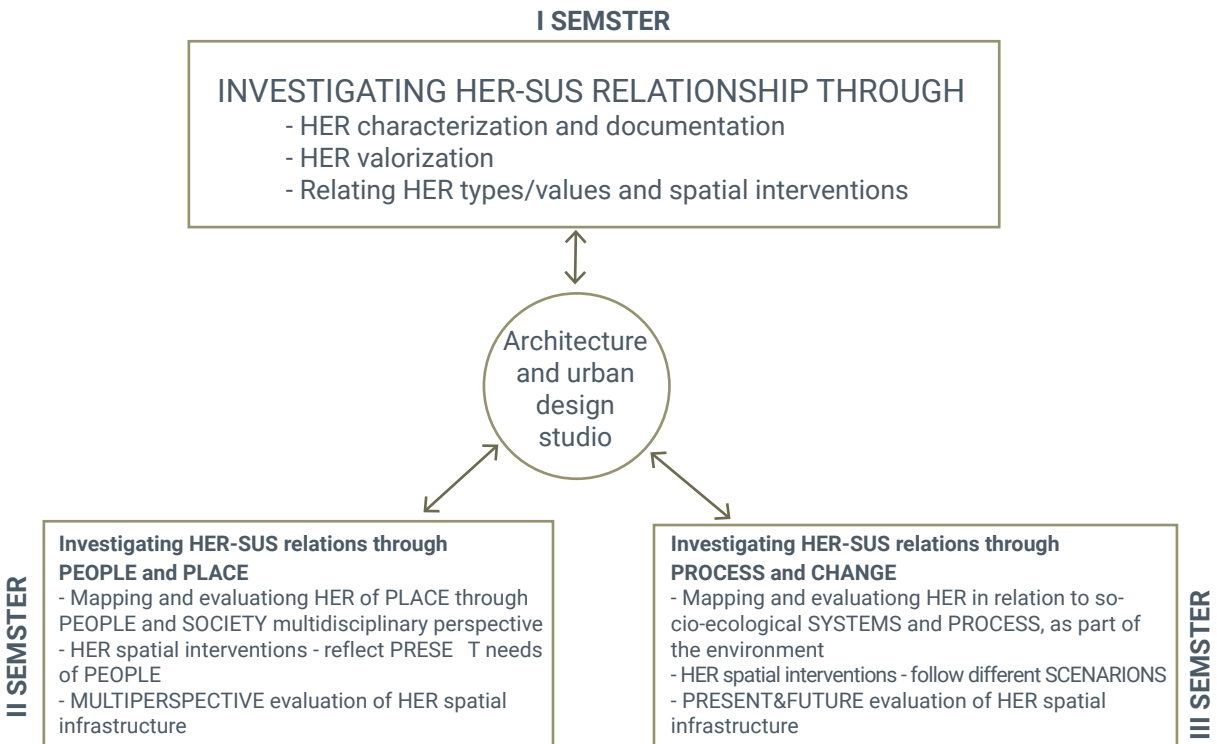 I SEMSTER
INVESTIGATING HER-SUS RELATIONSHIP THROUGH
- HER characterization and documentation
- HER valorization
- Relating HER types/values and spatial interventions
Architecture
and urban
design
studio
II SEMSTER
Investigating HER-SUS relations through
PEOPLE and PLACE
- Mapping and evaluationg HER of PLACE through
PEOPLE and SOCIETY multidisciplinary perspective
- HER spatial interventions - reflect PRESE T needs
of PEOPLE
- MULTIPERSPECTIVE evaluation of HER spatial
infrastructure
Investigating HER-SUS relations through
PROCESS and CHANGE
- Mapping and evaluationg HER in relation to so-
cio-ecological SYSTEMS and PROCESS, as part of
the environment
- HER spatial interventions - follow different SCENARIONS
- PRESENT&FUTURE evaluation of HER spatial
infrastructure
III SEMSTER